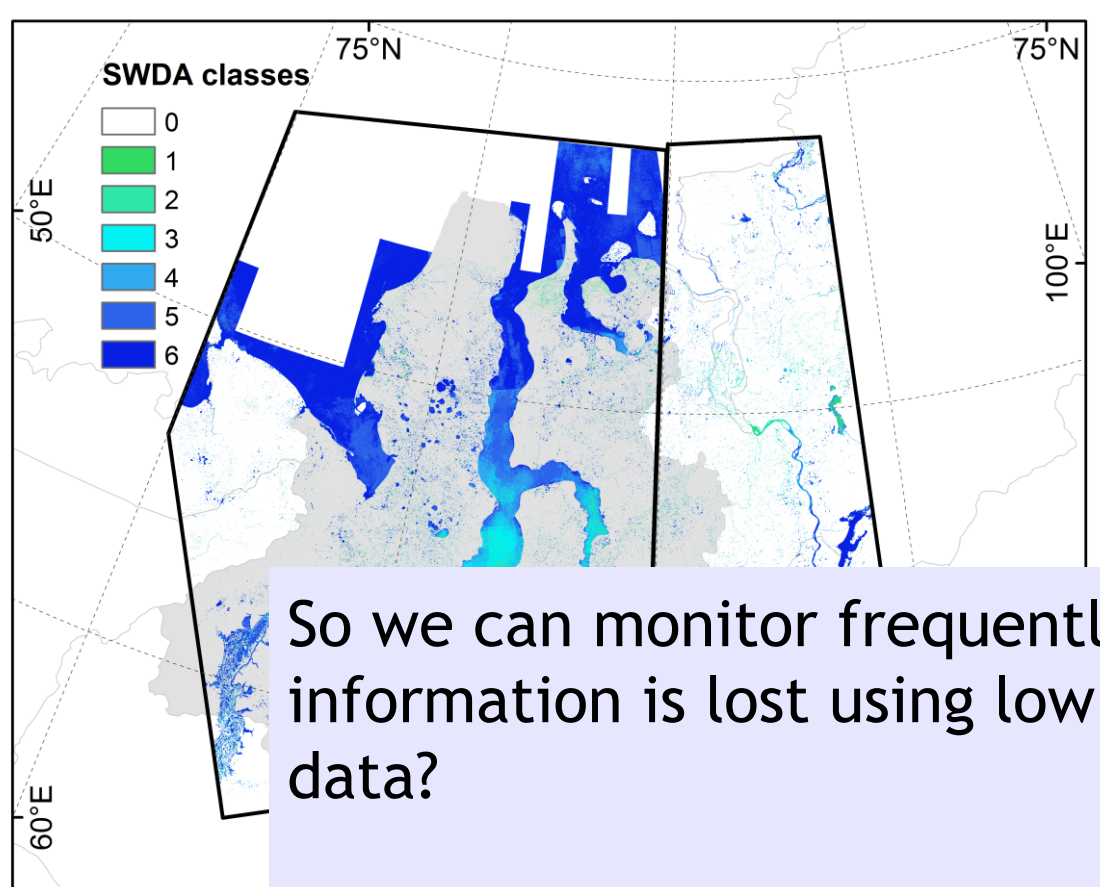 75°N
75°N
SWDA classes
0
1
2
3
4
5
6
50°E
100°E
60°E
So we can monitor
information is lost using low
data?